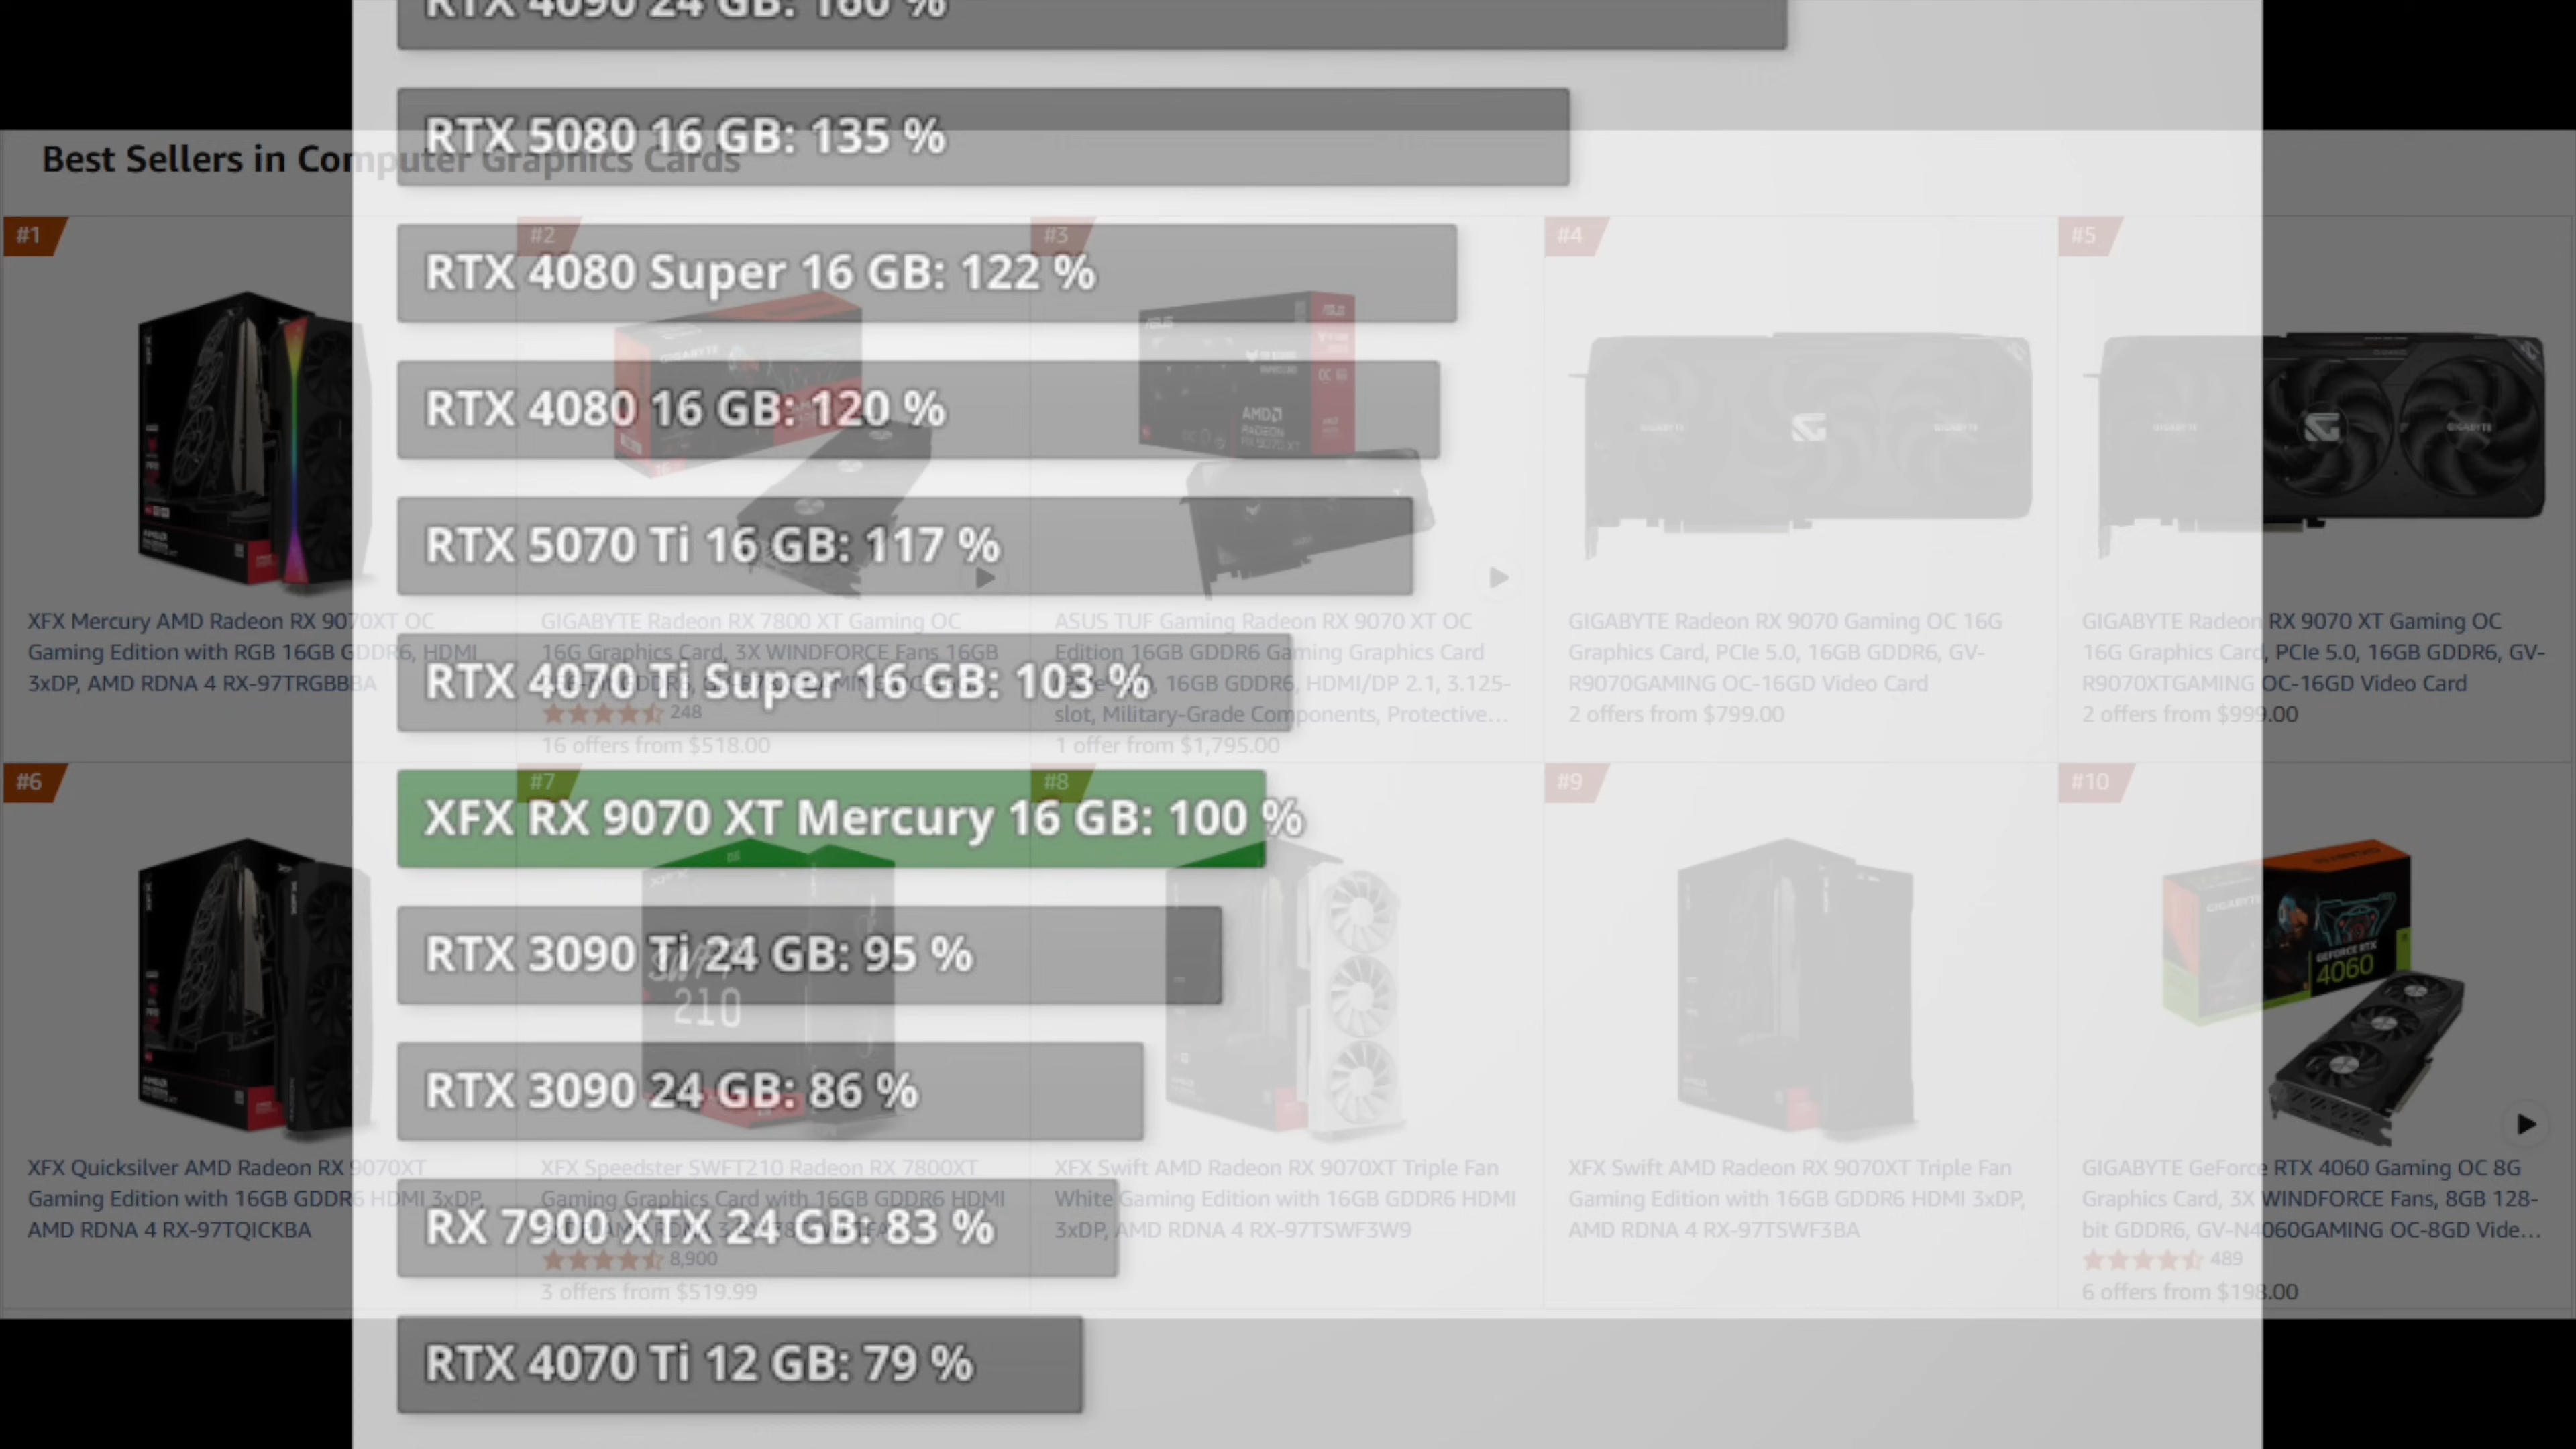 RTX 4090 24 GB: 160 %
RTX 5080 16 GB: 135 %
Best Sellers in Computer Graphics Cards
#1
#2
#3
#4
#5
RTX 4080 Super 16 GB: 122 %
RTX 4080 16 GB: 120 %
RTX 5070 Ti 16 GB: 117 %
XFX Mercury AMD Radeon RX 9070XT OC
Gaming Edition with RGB 16GB GDDR6, HDMI
3xDP, AMD RDNA 4 RX-97TRGBBBA
GIGABYTE Radeon RX 7800 XT Gaming OC
16G Graphics Card, 3X WINDFORCE Fans 16GB
248
16 offers from $518.00
ASUS TUF Gaming Radeon RX 9070 XT OC
Edition 16GB GDDR6 Gaming Graphics Card
16GB GDDR6, HDMI/DP 2.1, 3.125-
slot, Military-Grade Components, Protective…
1 offer from $1,795.00
GIGABYTE Radeon RX 9070 Gaming OC 16G
Graphics Card, PCIe 5.0, 16GB GDDR6, GV-
R9070GAMING OC-16GD Video Card
2 offers from $799.00
GIGABYTE Radeon RX 9070 XT Gaming OC
16G Graphics Card, PCIe 5.0, 16GB GDDR6, GV-
R9070XTGAMING OC-16GD Video Card
2 offers from $999.00
RTX 4070 Ti Super 16 GB: 103 %
#6
#7
#8
#9
#10
XFX RX 9070 XT Mercury 16 GB: 100 %
RTX 3090 Ti 24 GB: 95 %
RTX 3090 24 GB: 86 %
210
GEFORCE RTX
4060
XFX Quicksilver AMD Radeon RX 9070XT
Gaming Edition with 16GB GDDR6 HDMI 3xDP,
AMD RDNA 4 RX-97TQICKBA
XFX Speedster SWFT210 Radeon RX 7800XT
Gaming Graphics Card with 16GB GDDR6 HDMI
8,900
3 offers from $519.99
XFX Swift AMD Radeon RX 9070XT Triple Fan
White Gaming Edition with 16GB GDDR6 HDMI
3xDP, AMD RDNA 4 RX-97TSWF3W9
XFX Swift AMD Radeon RX 9070XT Triple Fan
Gaming Edition with 16GB GDDR6 HDMI 3xDP,
AMD RDNA 4 RX-97TSWF3BA
GIGABYTE GeForce RTX 4060 Gaming OC 8G
Graphics Card, 3X WINDFORCE Fans, 8GB 128-
bit GDDR6, GV-N4060GAMING OC-8GD Vide…
489
6 offers from $198.00
RX 7900 XTX 24 GB: 83 %
RTX 4070 Ti 12 GB: 79 %